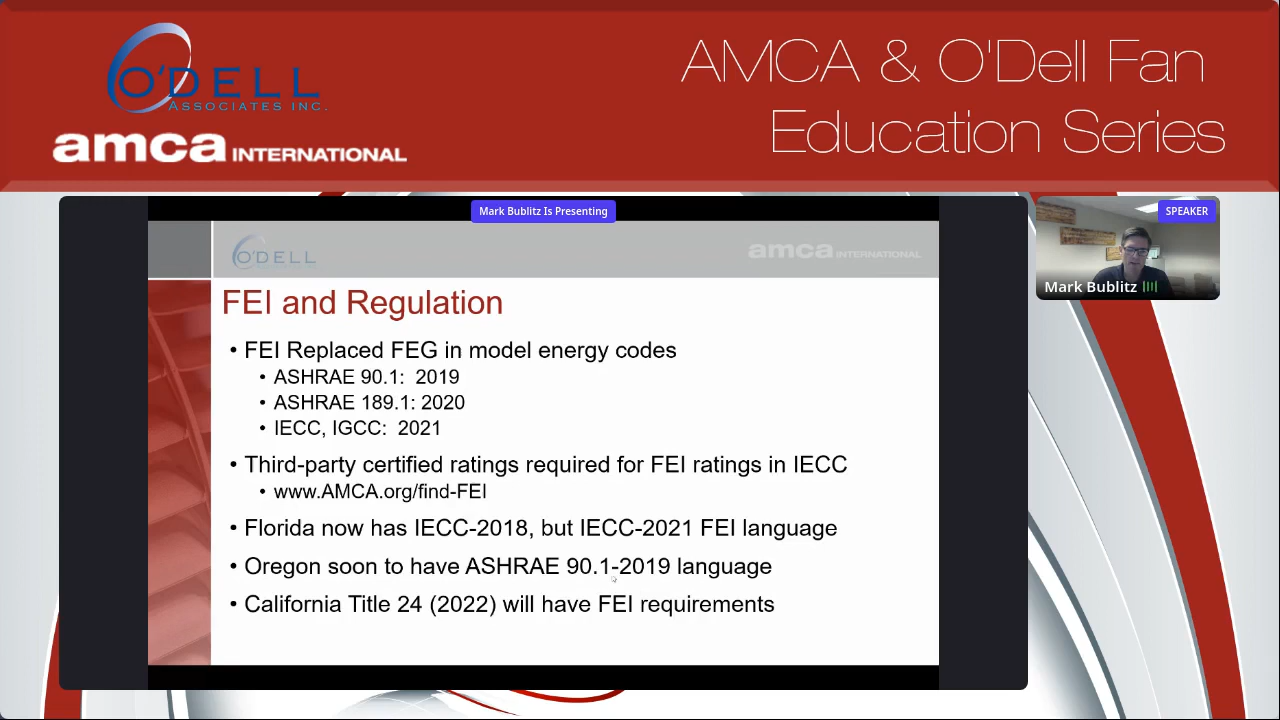 O'DELL
ASSOCIATES INC.
amca INTERNATIONAL
AMCA & O'Dell Fan
Education Series
Mark Bublitz Is Presenting
SPEAKER
Mark Bublitz
O'DELL
amca INTERNATIONAL
FEI and Regulation
• FEI Replaced FEG in model energy codes
• ASHRAE 90.1: 2019
• ASHRAE 189.1: 2020
• IECC, IGCC: 2021
• Third-party certified ratings required for FEI ratings in IECC
• www.AMCA.org/find-FEI
• Florida now has IECC-2018, but IECC-2021 FEI language
• Oregon soon to have ASHRAE 90.1-2019 language
• California Title 24 (2022) will have FEI requirements